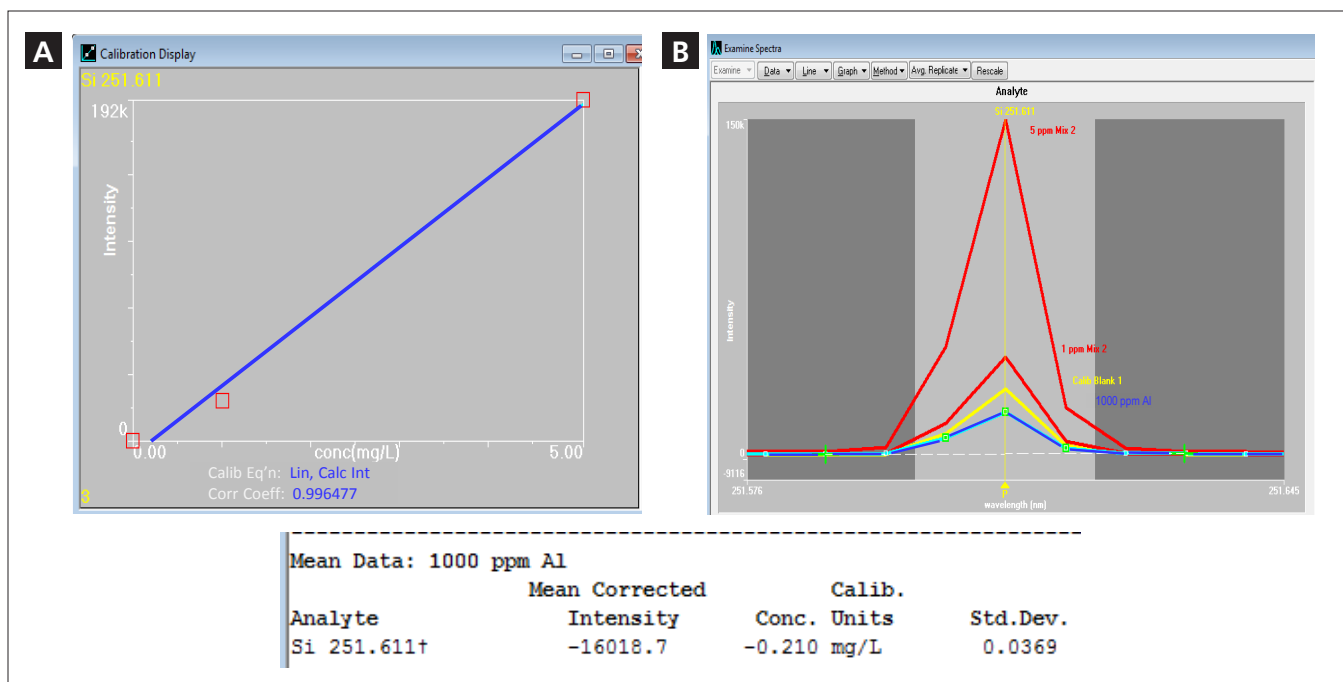 A
Calibration Display
Si 251.611
192k
Intensity
0
0.00
conc(mg/L)
5.00
Calib Eq'n: Lin, Calc Int
Corr Coeff: 0.996477
3
B
Examine Spectra
Examine Data Line Graph Method Avg. Replicate Rescale
Analyte
Si 251.611
150k
5 ppm Mix 2
Intensity
1 ppm Mix 2
Calib Blank 1
1000 ppm Al
0
-9116
251.576
P
251.645
wavelength (nm)
Mean Data: 1000 ppm Al
Mean Corrected Calib.
Analyte Intensity Conc. Units Std.Dev.
Si 251.611† -16018.7 -0.210 mg/L 0.0369